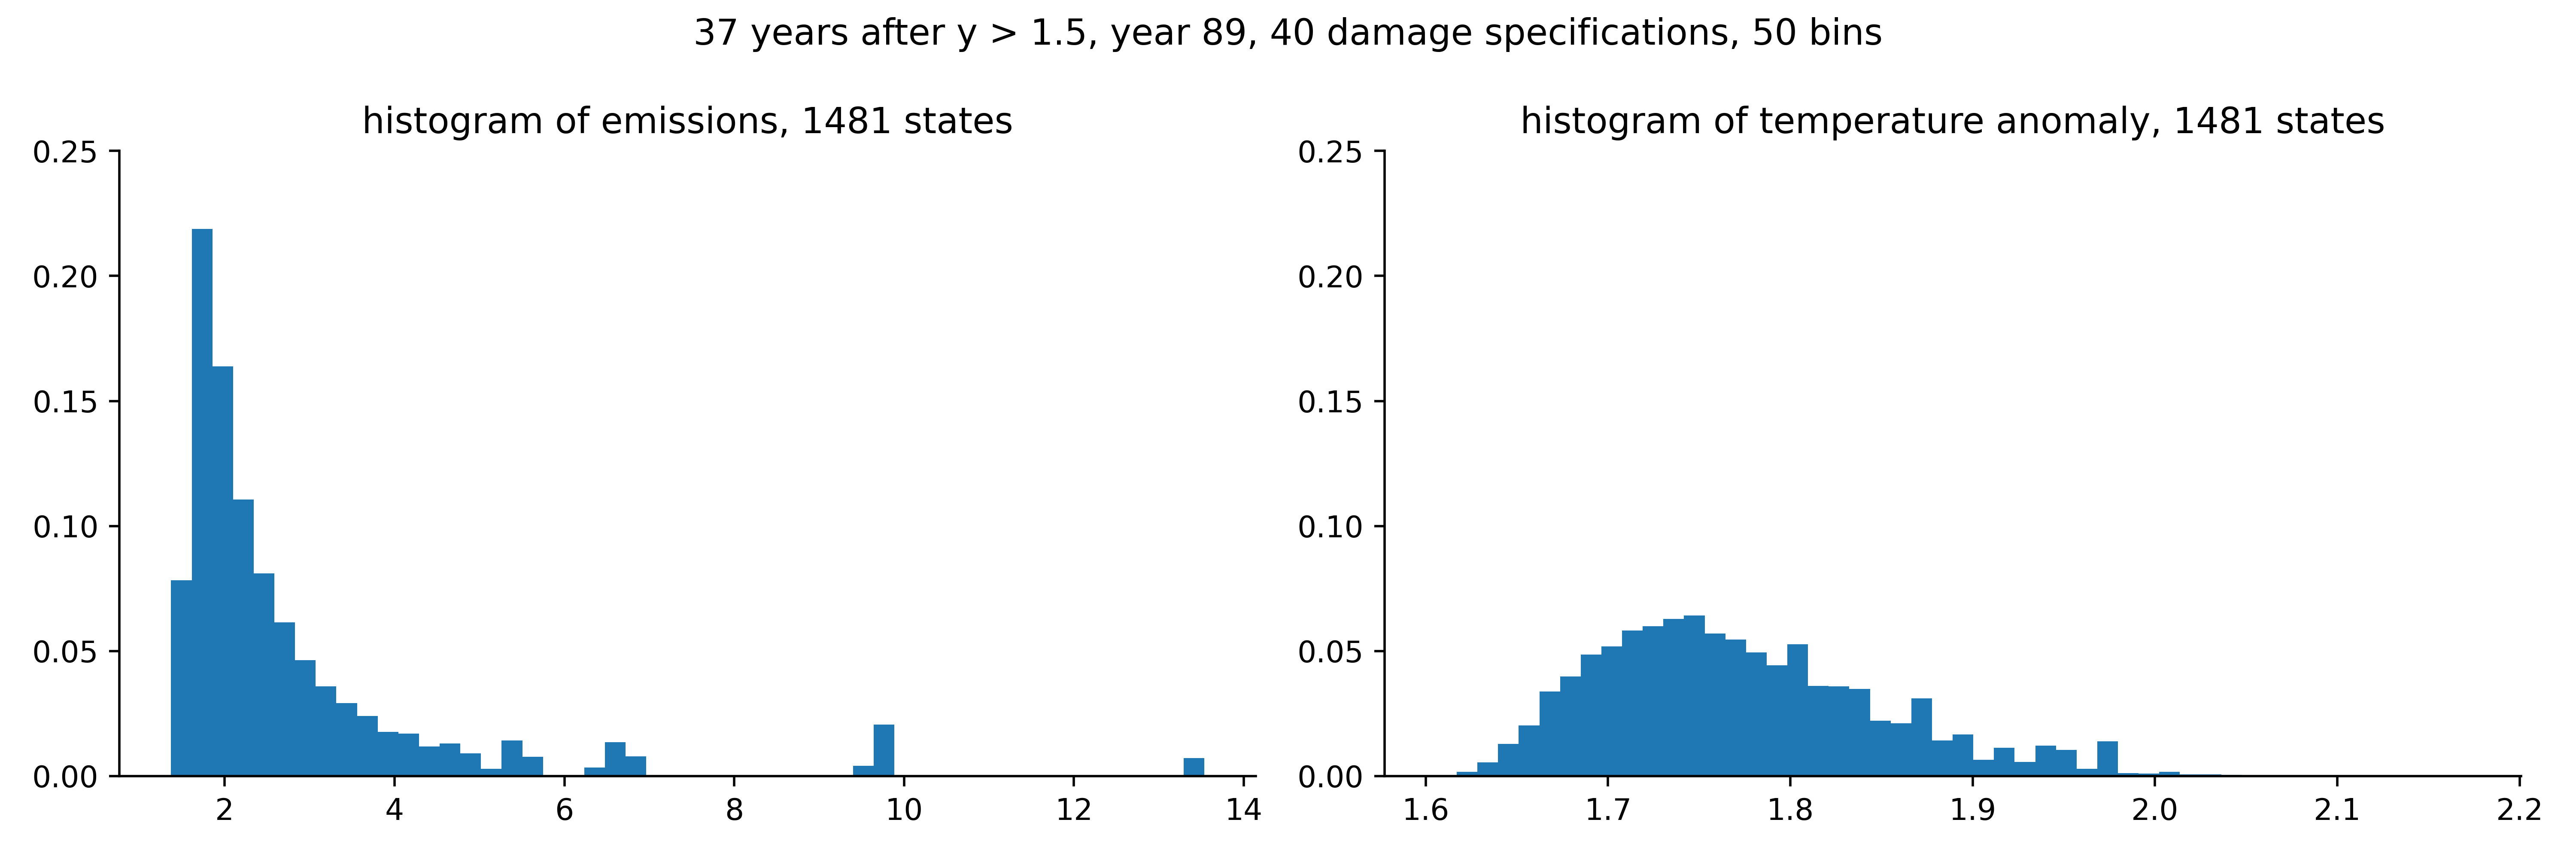 37 years after y > 1.5, year 89, 40 damage specifications, 50 bins
histogram of emissions, 1481 states
0.25
0.20
0.15
0.10
0.05
0.00
2 4 6 8 10 12 14
histogram of temperature anomaly, 1481 states
0.25
0.20
0.15
0.10
0.05
0.00
1.6 1.7 1.8 1.9 2.0 2.1 2.2